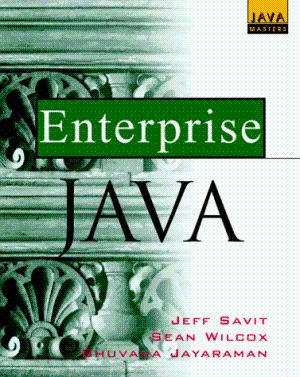 JAVA
MASTERS
Enterprise
JAVA
JEFF SAVIT
SEAN WILCOX
BHUVANA JAYARAMAN